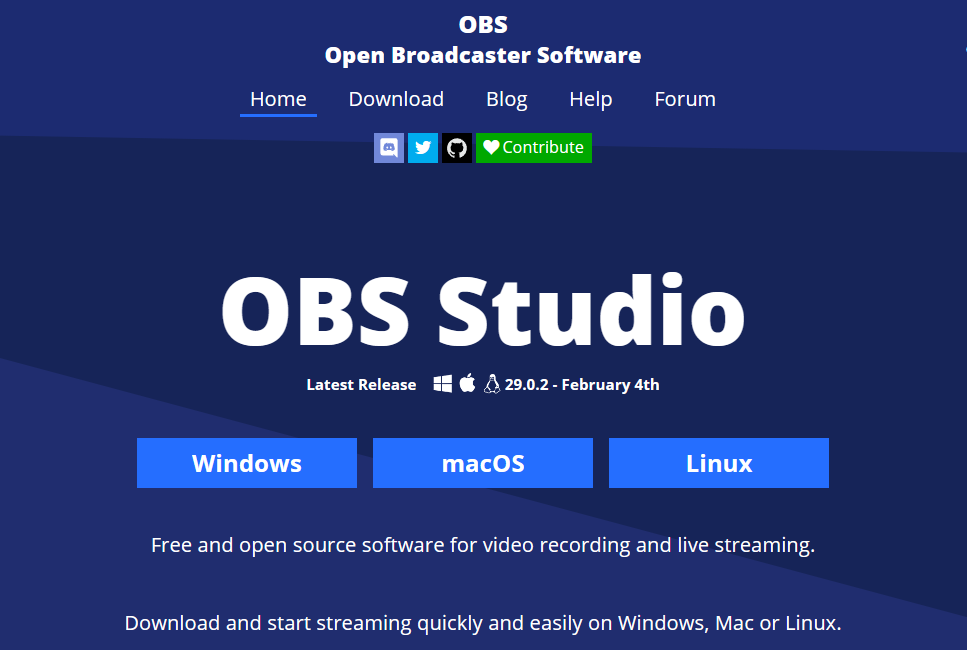 OBS
Open Broadcaster Software
Home Download Blog Help Forum
Contribute
OBS Studio
Latest Release 29.0.2 - February 4th
Windows macOS Linux
Free and open source software for video recording and live streaming.
Download and start streaming quickly and easily on Windows, Mac or Linux.